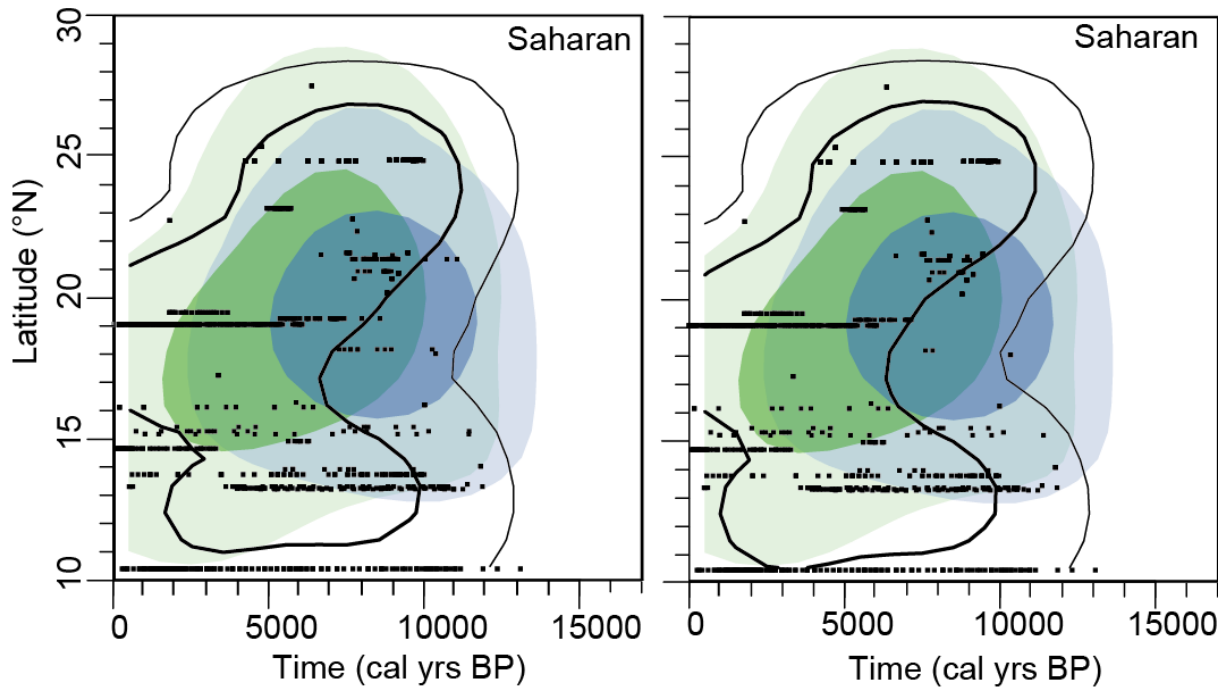 30
25
20
15
10
Latitude (°N)
Saharan
Saharan
0 5000 10000 15000
0 5000 10000 15000
Time (cal yrs BP)
Time (cal yrs BP)